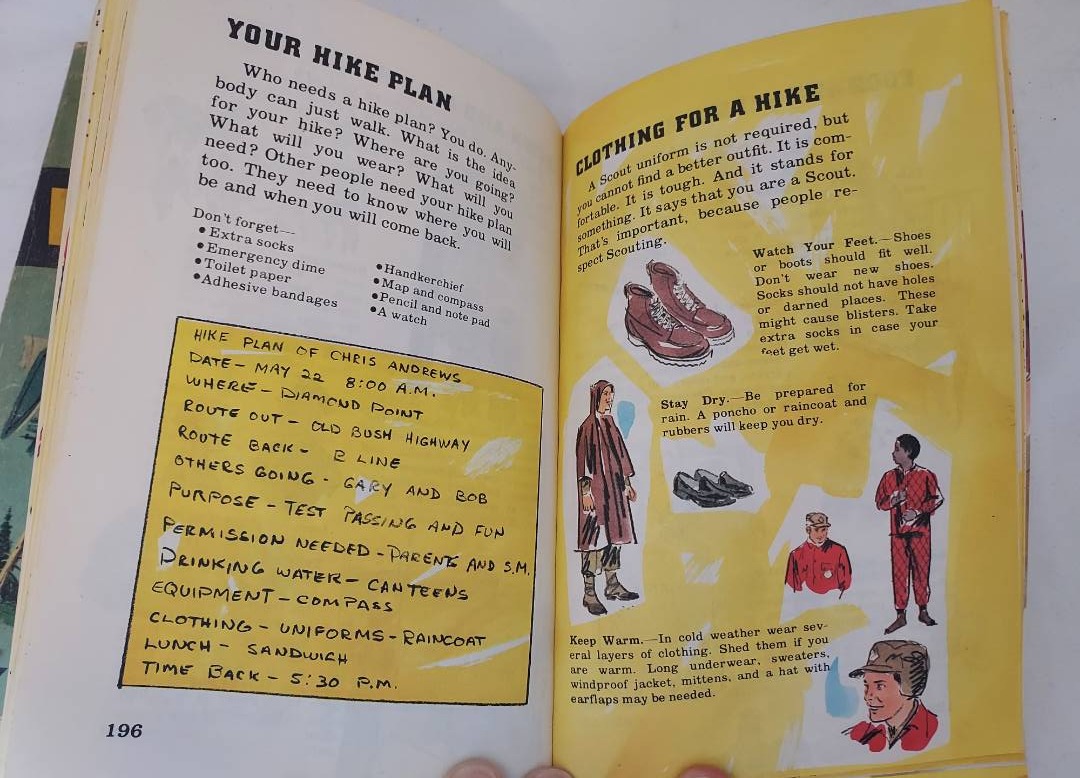 YOUR HIKE PLAN
Who needs a hike plan? You do. Any-
body can just walk. What is the idea
for your hike? Where are you going?
What will you wear? What will you
need? Other people need your hike plan
too. They need to know where you will
be and when you will come back.
Don't forget—
• Extra socks
• Emergency dime
• Toilet paper
• Adhesive bandages
• Handkerchief
• Map and compass
• Pencil and note pad
• A watch
HIKE PLAN OF CHRIS ANDREWS
DATE – MAY 22 8:00 A.M.
WHERE – DIAMOND POINT
ROUTE OUT – OLD BUSH HIGHWAY
ROUTE BACK – B LINE
OTHERS GOING – GARY AND BOB
PURPOSE – TEST PASSING AND FUN
PERMISSION NEEDED – PARENTS AND S.M.
DRINKING WATER – CANTEENS
EQUIPMENT – COMPASS
CLOTHING – UNIFORMS – RAINCOAT
LUNCH – SANDWICH
TIME BACK – 5:30 P.M.
196
CLOTHING FOR A HIKE
A Scout uniform is not required, but
you cannot find a better outfit. It is com-
fortable. It is tough. And it stands for
something. It says that you are a Scout.
That's important, because people re-
spect Scouting.
Watch Your Feet.—Shoes
or boots should fit well.
Don't wear new shoes.
Socks should not have holes
or darned places. These
might cause blisters. Take
extra socks in case your
feet get wet.
Stay Dry.—Be prepared for
rain. A poncho or raincoat and
rubbers will keep you dry.
Keep Warm.—In cold weather wear sev-
eral layers of clothing. Shed them if you
are warm. Long underwear, sweaters,
windproof jacket, mittens, and a hat with
earflaps may be needed.